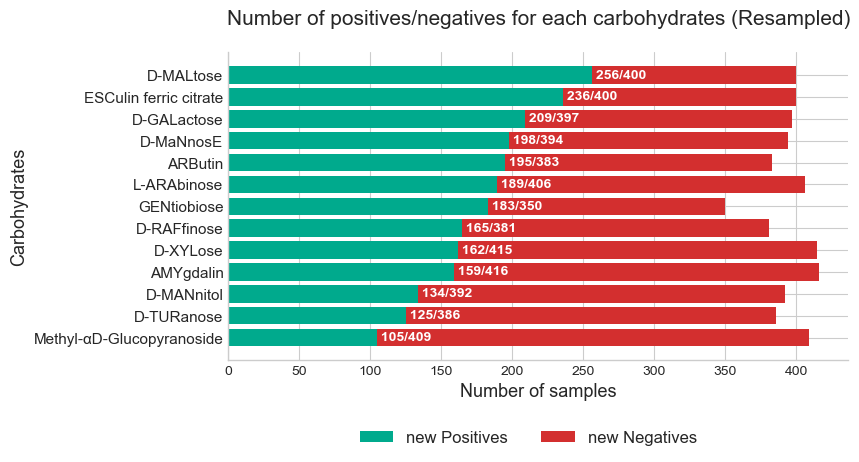 Number of positives/negatives for each carbohydrates (Resampled)
Carbohydrates
D-MALtose 256/400
ESCulin ferric citrate 236/400
D-GALactose 209/397
D-MaNnosE 198/394
ARButin 195/383
L-ARAbinose 189/406
GENtiobiose 183/350
D-RAFfinose 165/381
D-XYLose 162/415
AMYgdalin 159/416
D-MANnitol 134/392
D-TURanose 125/386
Methyl-αD-Glucopyranoside 105/409
0 50 100 150 200 250 300 350 400
Number of samples
new Positives new Negatives